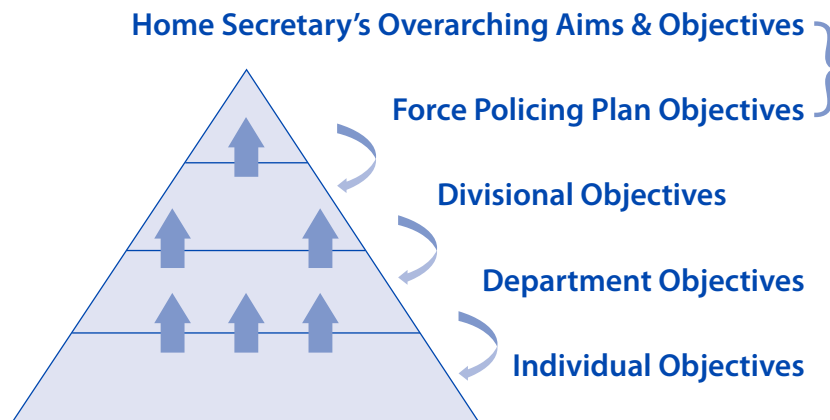 Home Secretary’s Overarching Aims & Objectives
Force Policing Plan Objectives
Divisional Objectives
Department Objectives
Individual Objectives